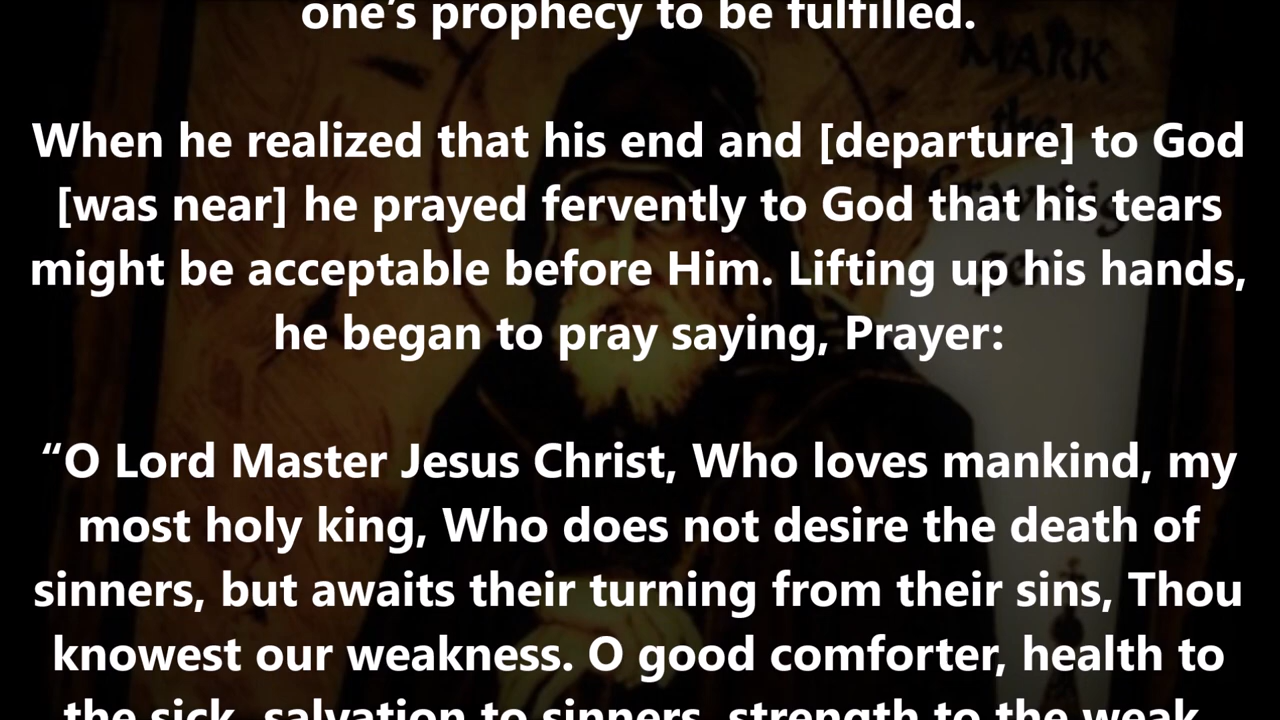 one's prophecy to be fulfilled.
When he realized that his end and [departure] to God
[was near] he prayed fervently to God that his tears
might be acceptable before Him. Lifting up his hands,
he began to pray saying, Prayer:
“O Lord Master Jesus Christ, Who loves mankind, my
most holy king, Who does not desire the death of
sinners, but awaits their turning from their sins, Thou
knowest our weakness. O good comforter, health to
the sick, salvation to sinners, strength to the weak,
MARK
the